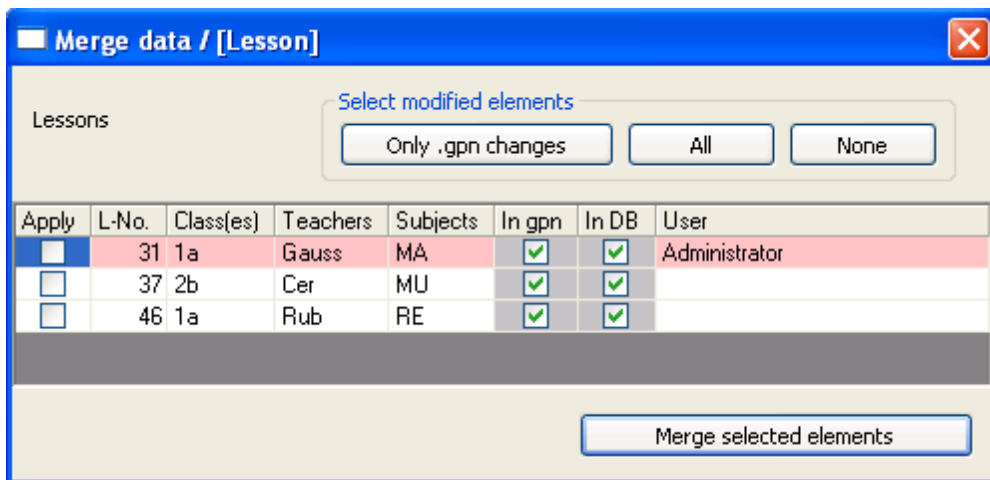 Merge data / [Lesson]
Lessons
Select modified elements
Only .gpn changes All None
Apply L-No. Class(es) Teachers Subjects In gpn In DB User
31 1a Gauss MA Administrator
37 2b Cer MU
46 1a Rub RE
Merge selected elements